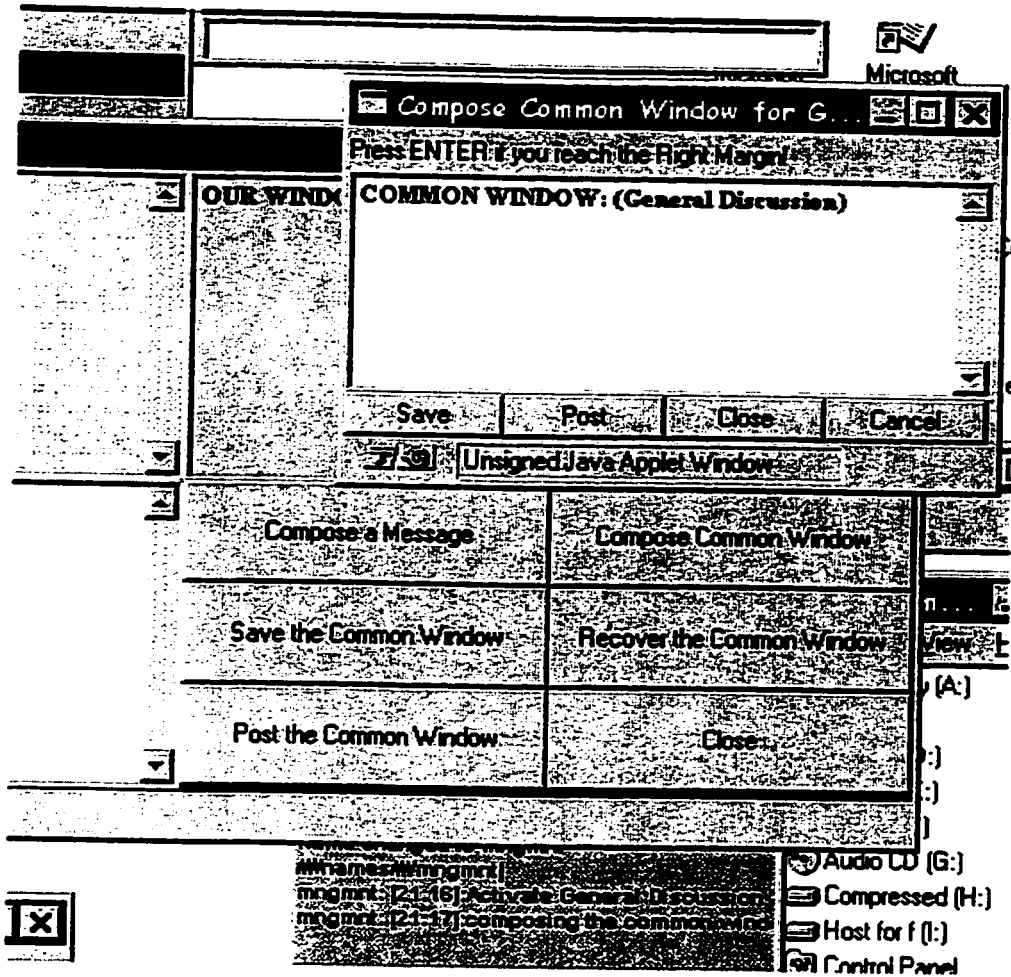 Microsoft
Compose Common Window for G...
Press ENTER if you reach the Right Margin!
OUR WINDO
COMMON WINDOW: (General Discussion)
Save Post Close Cancel
Unsigned Java Applet Window
Compose a Message Compose Common Window
Save the Common Window Recover the Common Window
View
(A:)
Post the Common Window Close
:)
:)
Audio CD (G:)
mngmnt: [21-16] Activate General Discussion
Compressed (H:)
mngmnt: [21-17] composing the common wind
Host for f (I:)
Control Panel